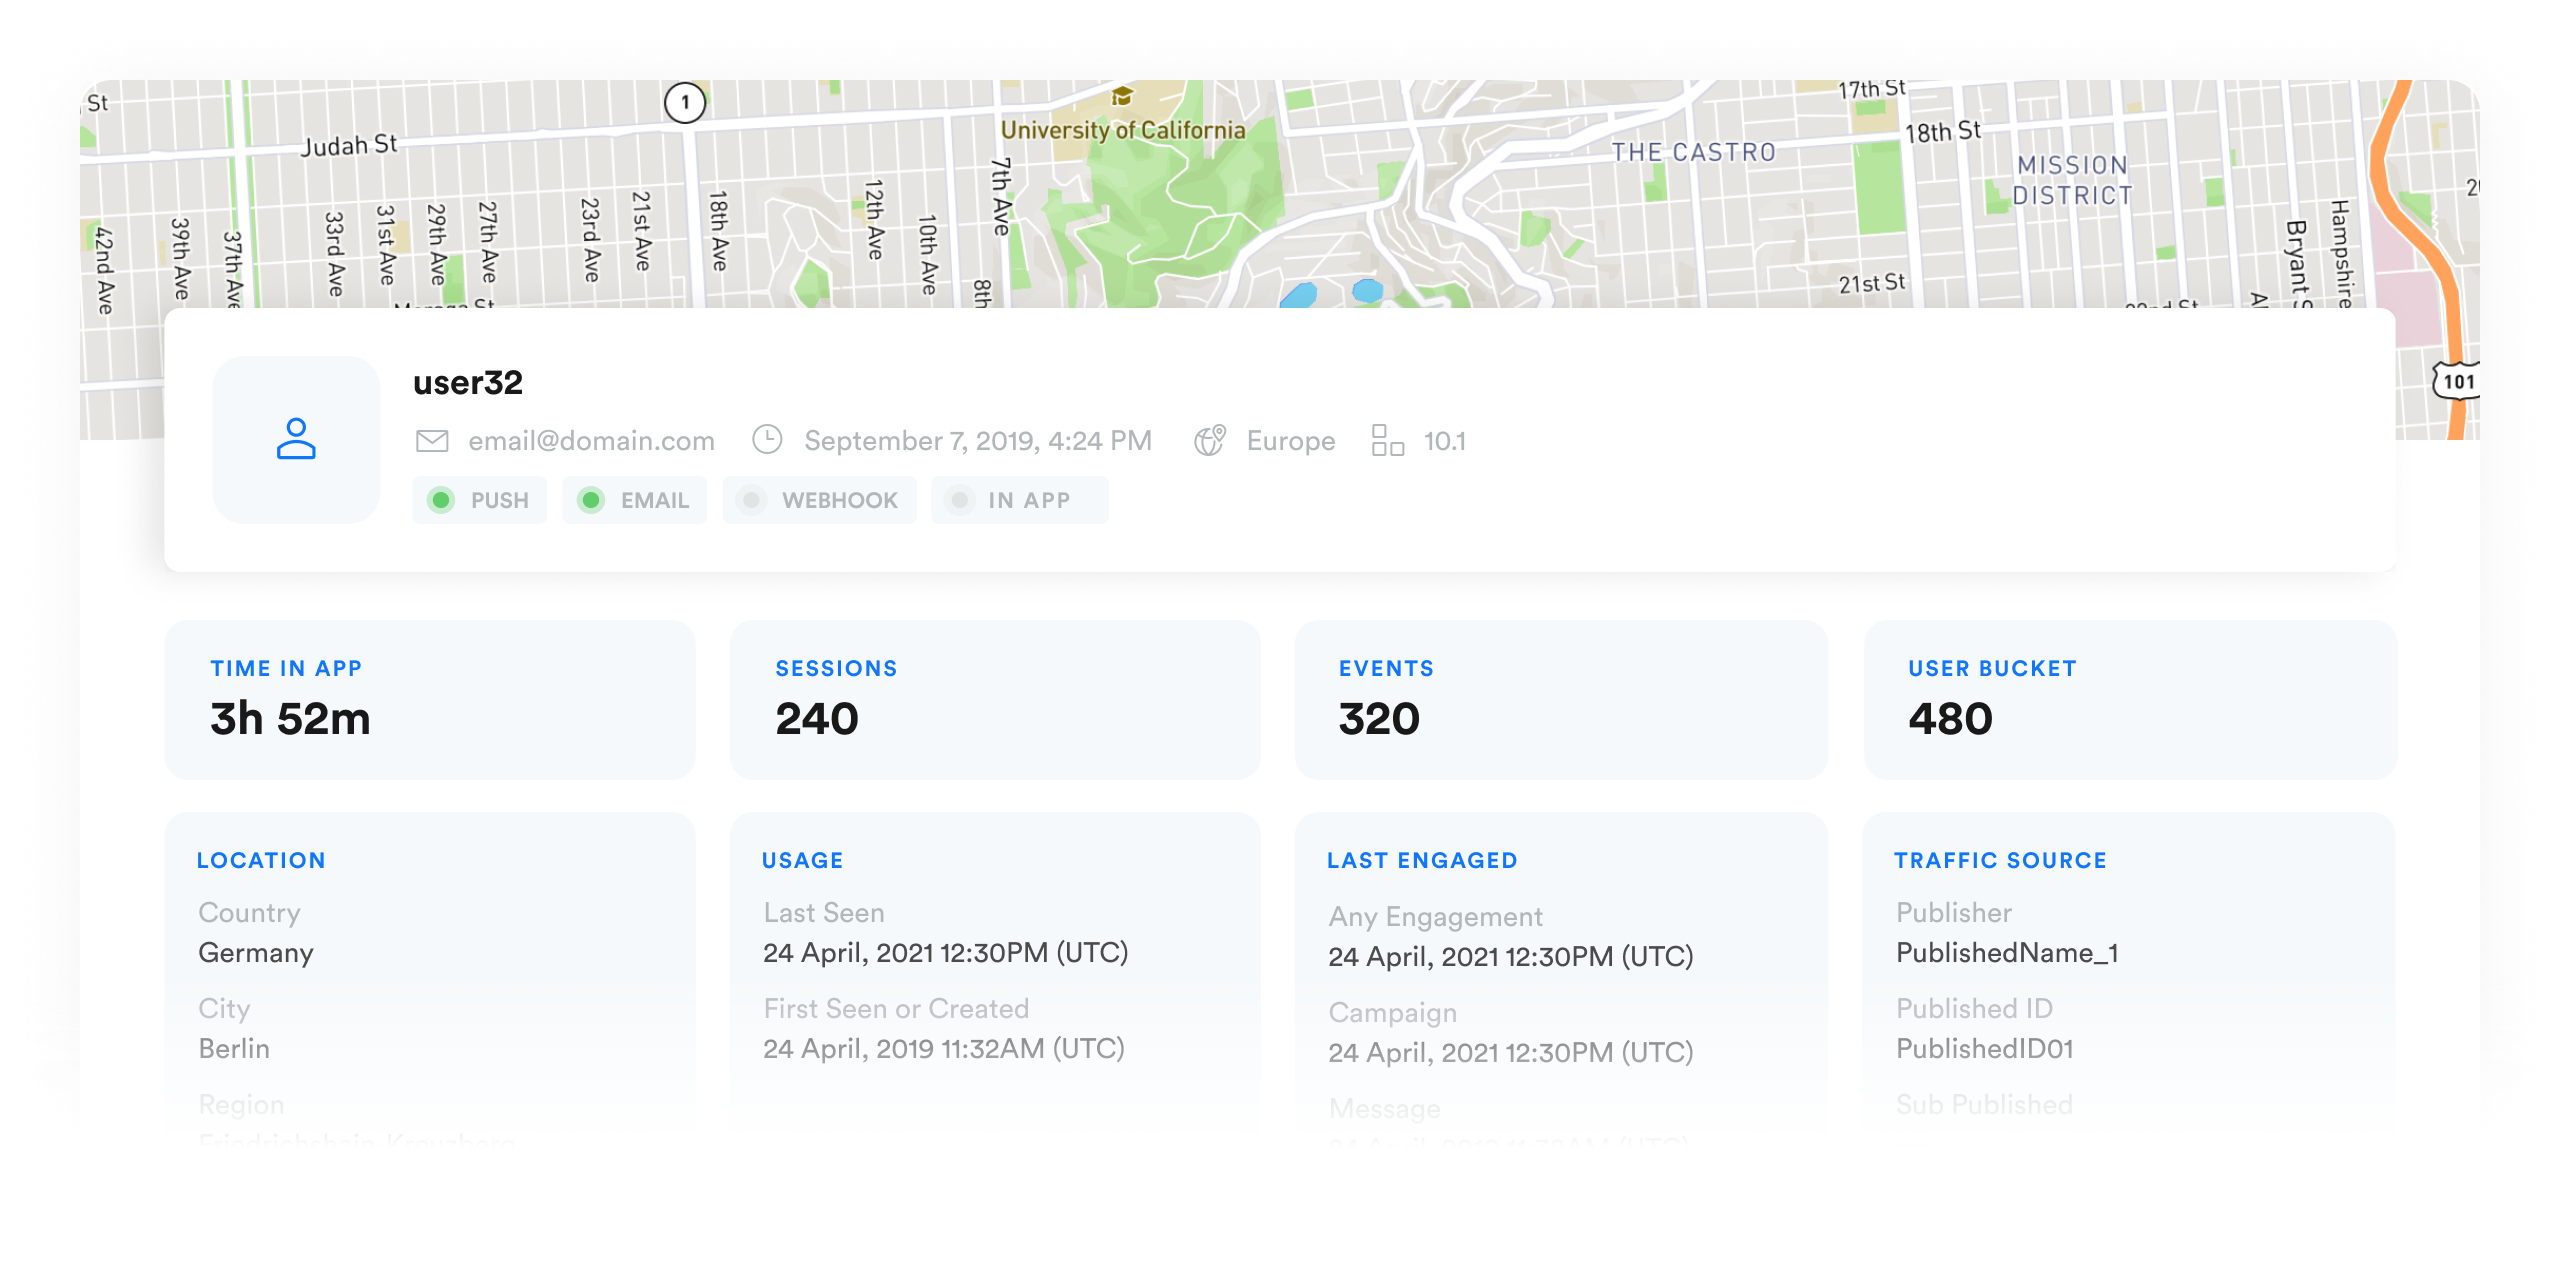 St
1
University of California
17th St
Judah St
18th St
THE CASTRO
MISSION
DISTRICT
42nd Ave
39th Ave
37th Ave
33rd Ave
31st Ave
29th Ave
27th Ave
23rd Ave
21st Ave
18th Ave
12th Ave
10th Ave
7th Ave
8th
21st St
Bryant
Hampshire
101
user32
email@domain.com
September 7, 2019, 4:24 PM
Europe
10.1
PUSH
EMAIL
WEBHOOK
IN APP
TIME IN APP
3h 52m
SESSIONS
240
EVENTS
320
USER BUCKET
480
LOCATION
Country
Germany
City
Berlin
Region
Friedrichshain-Kreuzberg
USAGE
Last Seen
24 April, 2021 12:30PM (UTC)
First Seen or Created
24 April, 2019 11:32AM (UTC)
LAST ENGAGED
Any Engagement
24 April, 2021 12:30PM (UTC)
Campaign
24 April, 2021 12:30PM (UTC)
Message
TRAFFIC SOURCE
Publisher
PublishedName_1
Published ID
PublishedID01
Sub Published